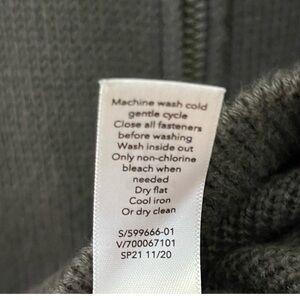 Machine wash cold
gentle cycle
Close all fasteners
before washing
Wash inside out
Only non-chlorine
bleach when
needed
Dry flat
Cool iron
Or dry clean
S/599666-01
V/700067101
SP21 11/20